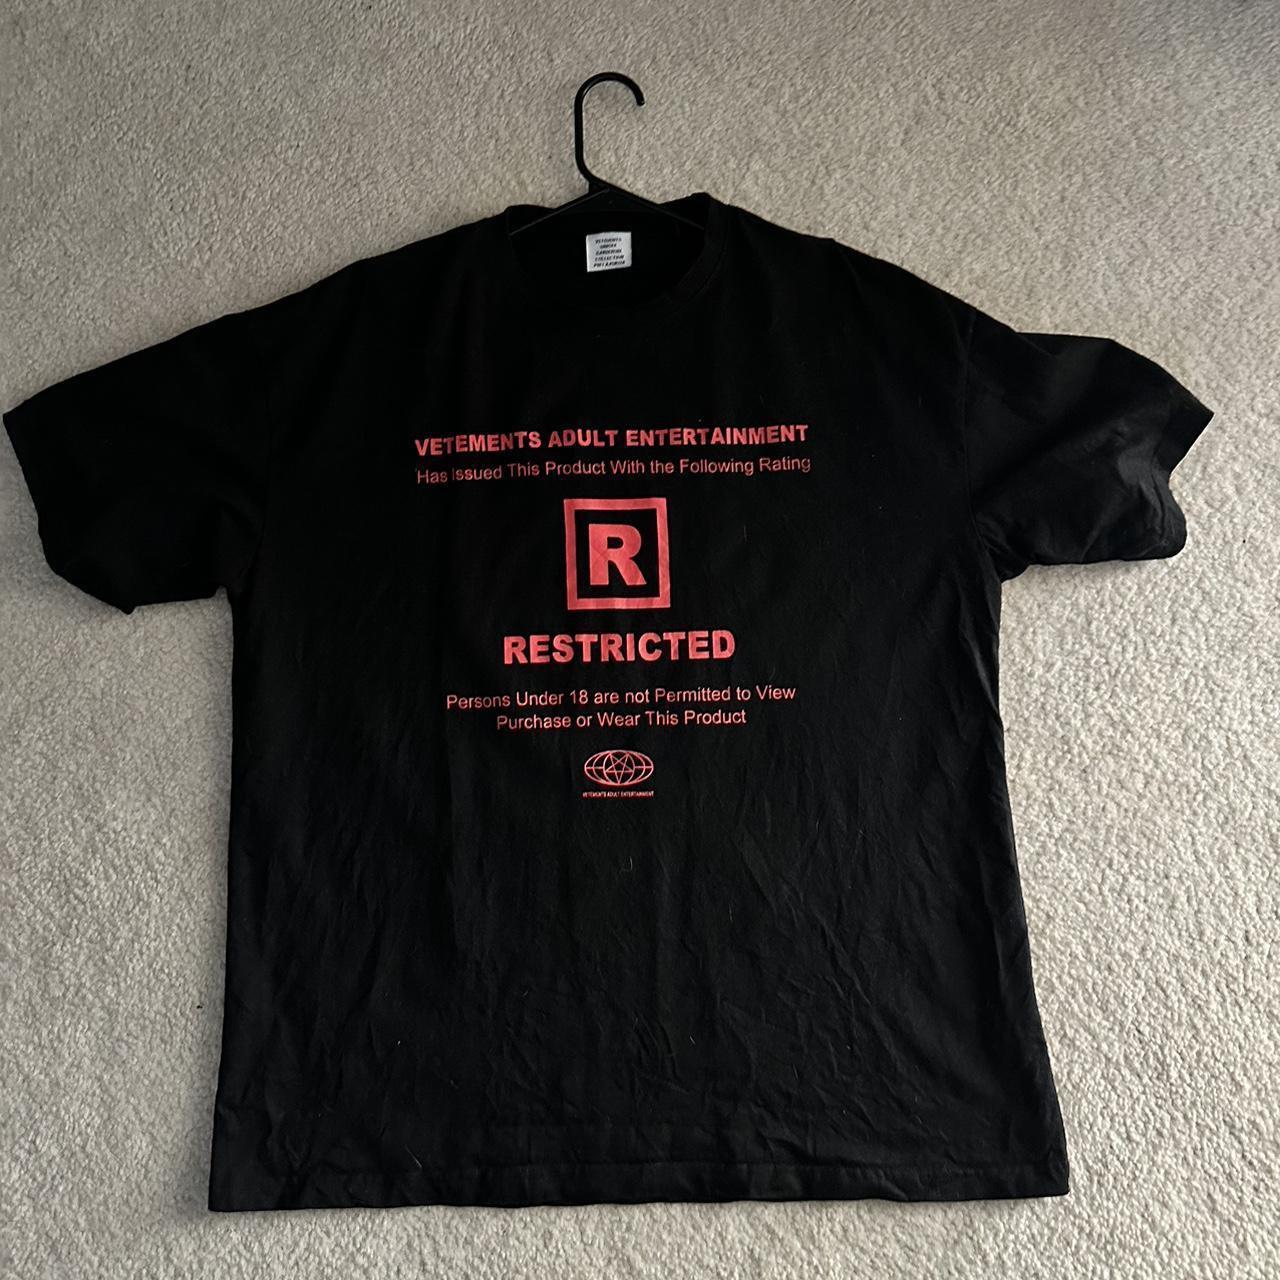 VETEMENTS
VETEMENTS ADULT ENTERTAINMENT
Has Issued This Product With the Following Rating
R
RESTRICTED
Persons Under 18 are not Permitted to View
Purchase or Wear This Product
VETEMENTS ADULT ENTERTAINMENT